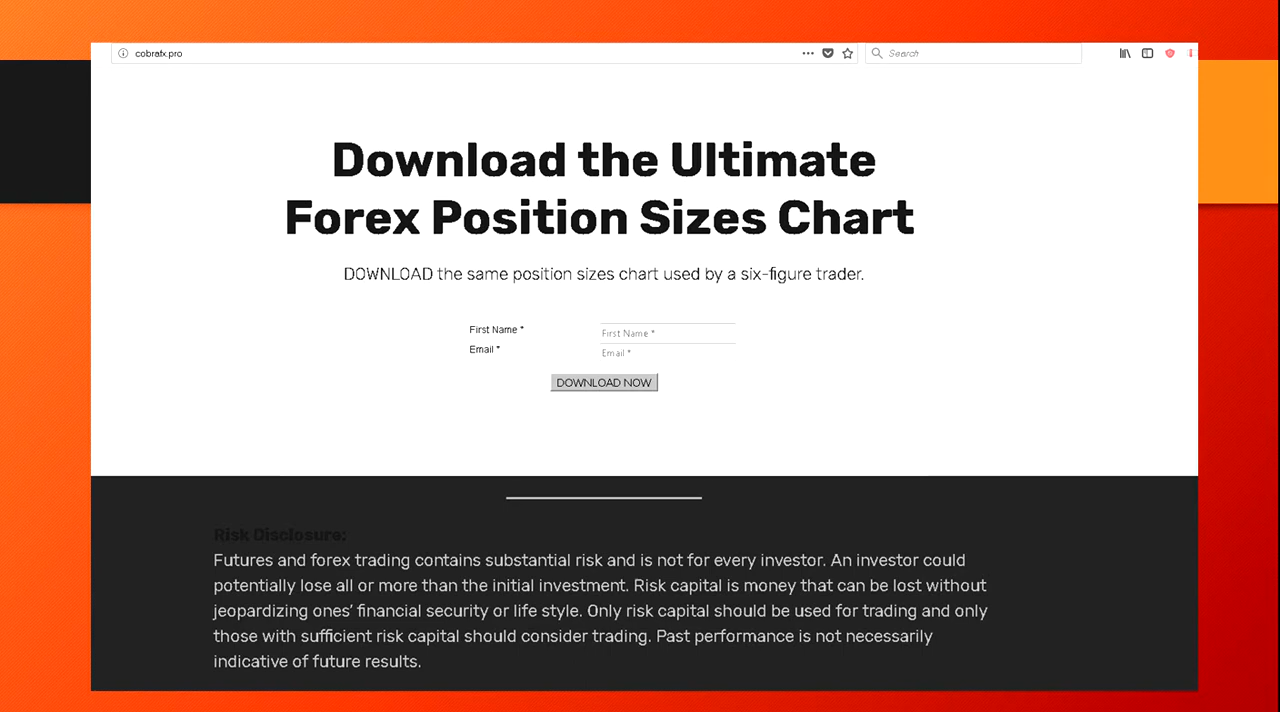 cobrafx.pro
Search
Download the Ultimate
Forex Position Sizes Chart
DOWNLOAD the same position sizes chart used by a six-figure trader.
First Name * First Name *
Email * Email *
DOWNLOAD NOW
Risk Disclosure:
Futures and forex trading contains substantial risk and is not for every investor. An investor could
potentially lose all or more than the initial investment. Risk capital is money that can be lost without
jeopardizing ones’ financial security or life style. Only risk capital should be used for trading and only
those with sufficient risk capital should consider trading. Past performance is not necessarily
indicative of future results.